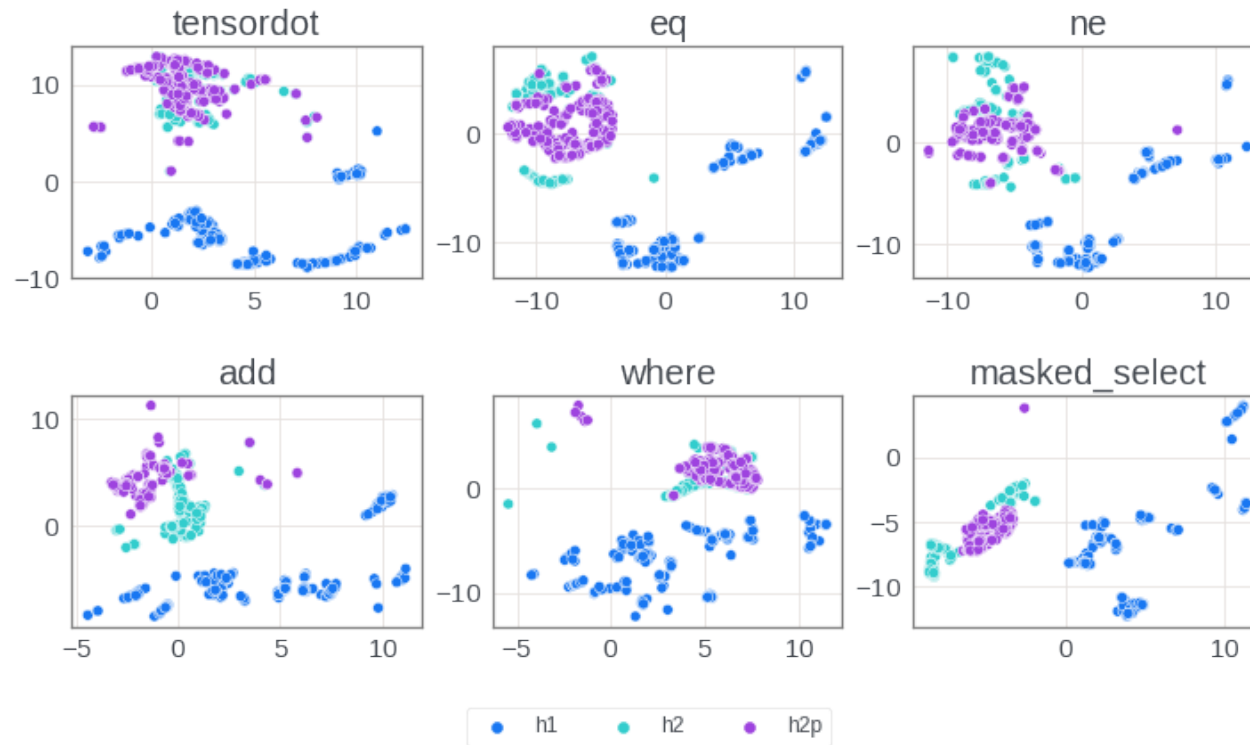 tensordot eq ne
10 0 −10
0 5 10
0 −10
−10 0 10
0 −10
−10 0 10
add where masked_select
10 0
−5 0 5 10
0 −10
−5 0 5 10
0 −5 −10
0 10
h1 h2 h2p